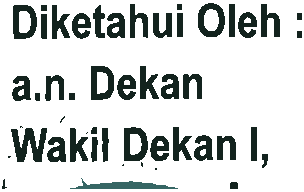 Diketahui Oleh :
a.n. Dekan
Wakil Dekan I,